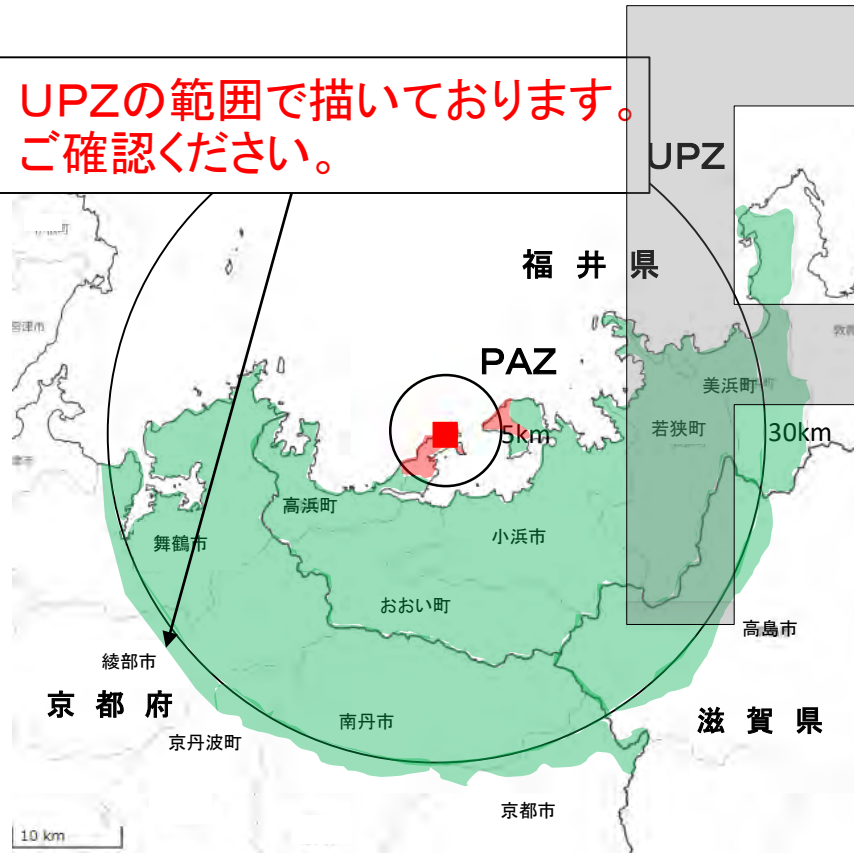 UPZの範囲で描いております。
ご確認ください。
UPZ
福井県
PAZ
美浜町
5km
若狭町
30km
高浜町
小浜市
舞鶴市
おおい町
高島市
綾部市
京都府
南丹市
滋賀県
京丹波町
京都市
10 km